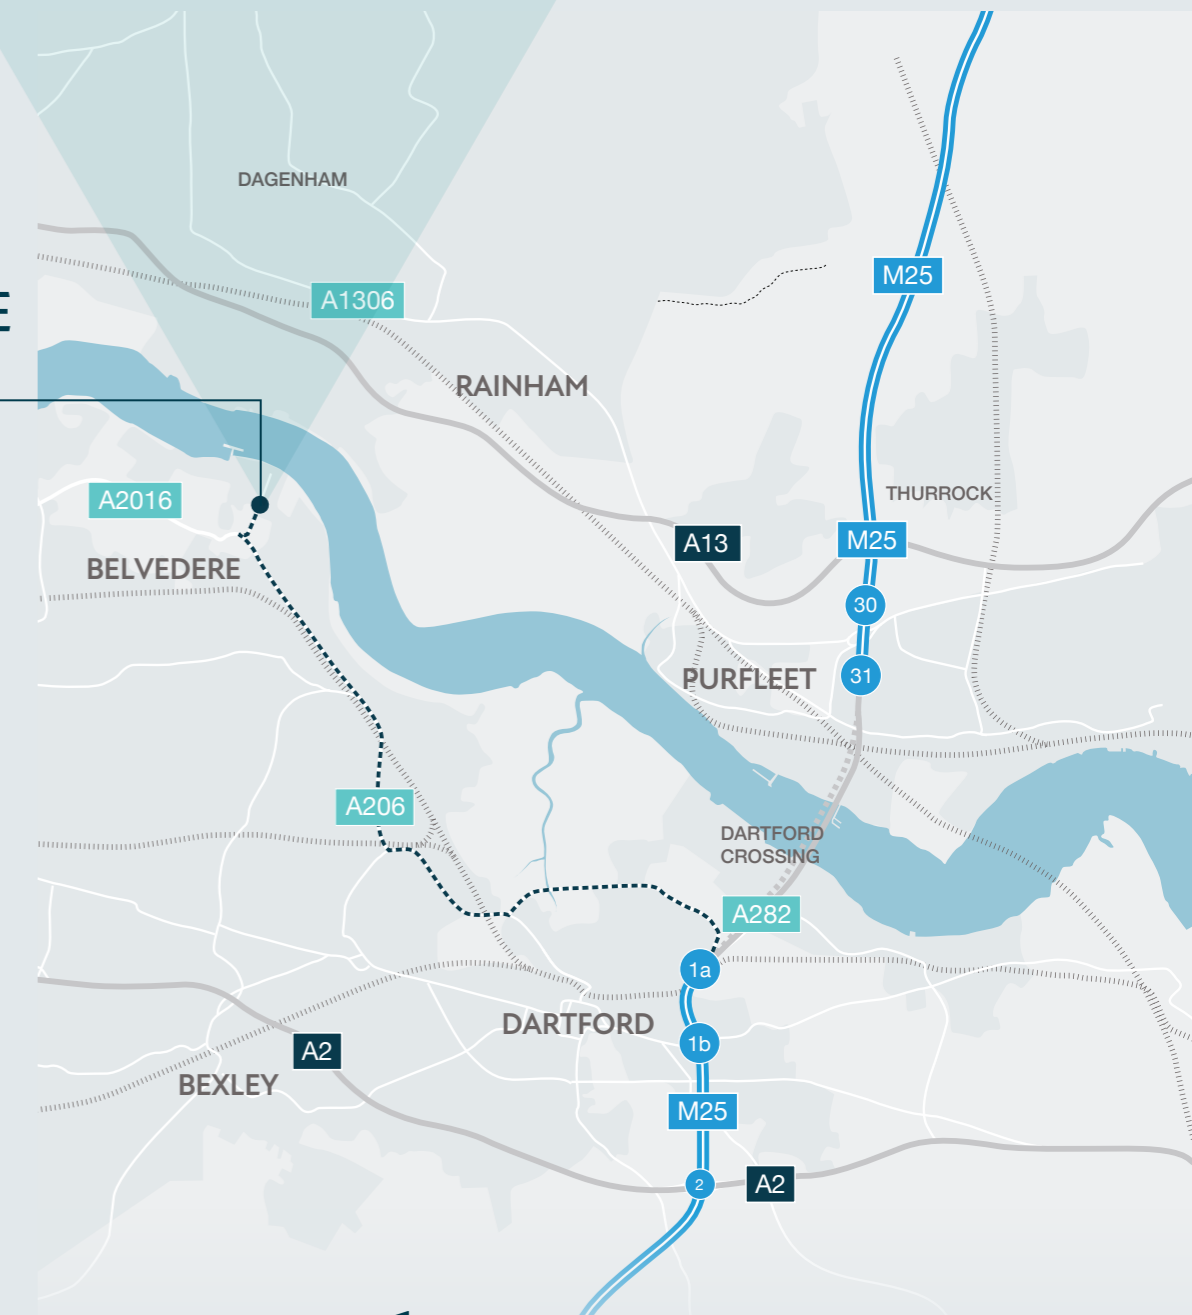 DAGENHAM
M25
A1306
E
RAINHAM
THURROCK
A2016
A13
M25
BELVEDERE
30
PURFLEET
31
A206
DARTFORD
CROSSING
A282
1a
DARTFORD
1b
A2
BEXLEY
M25
2
A2